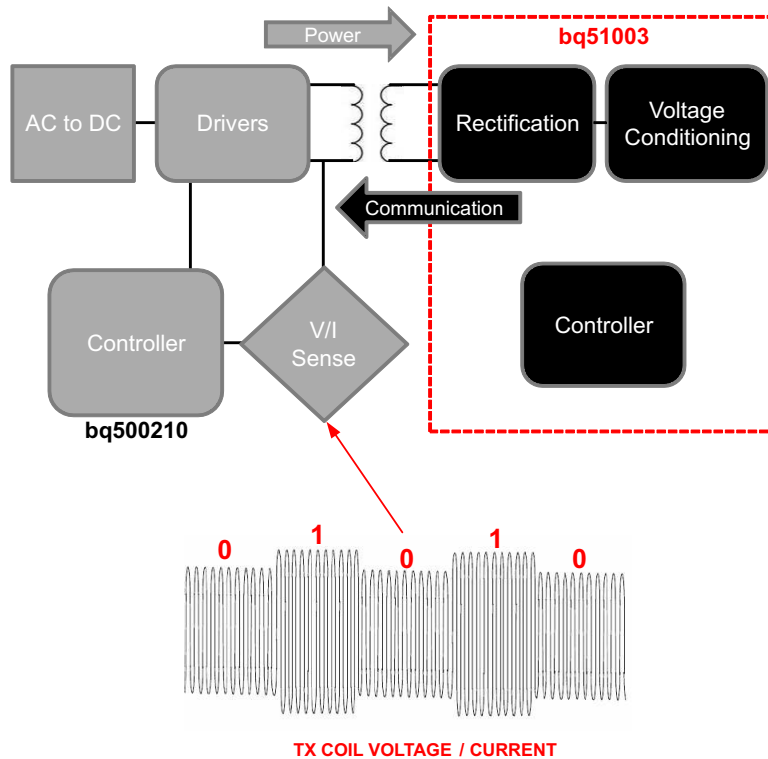 Power
bq51003
AC to DC
Drivers
Rectification
Voltage
Conditioning
Communication
Controller
V/I
Sense
Controller
bq500210
0
1
0
1
0
TX COIL VOLTAGE / CURRENT